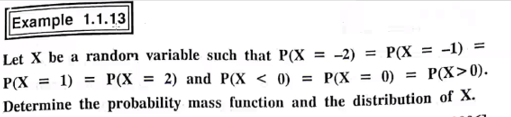 Example 1.1.13
Let X be a random variable such that P(X = –2) = P(X = –1) =
P(X = 1) = P(X = 2) and P(X < 0) = P(X = 0) = P(X>0).
Determine the probability mass function and the distribution of X.